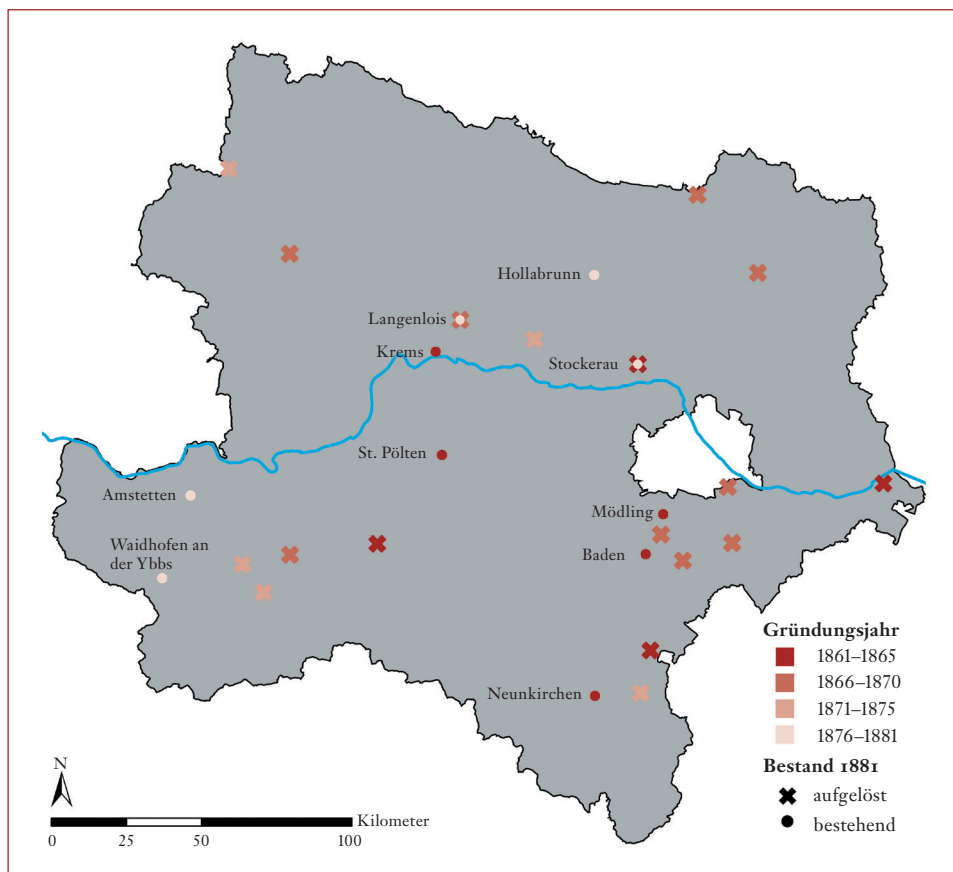 Hollabrunn
Langenlois
Krems
Stockerau
St. Pölten
Amstetten
Mödling
Waidhofen an
der Ybbs
Baden
Neunkirchen
Gründungsjahr
1861–1865
1866–1870
1871–1875
1876–1881
Bestand 1881
aufgelöst
bestehend
N
Kilometer
0 25 50 100